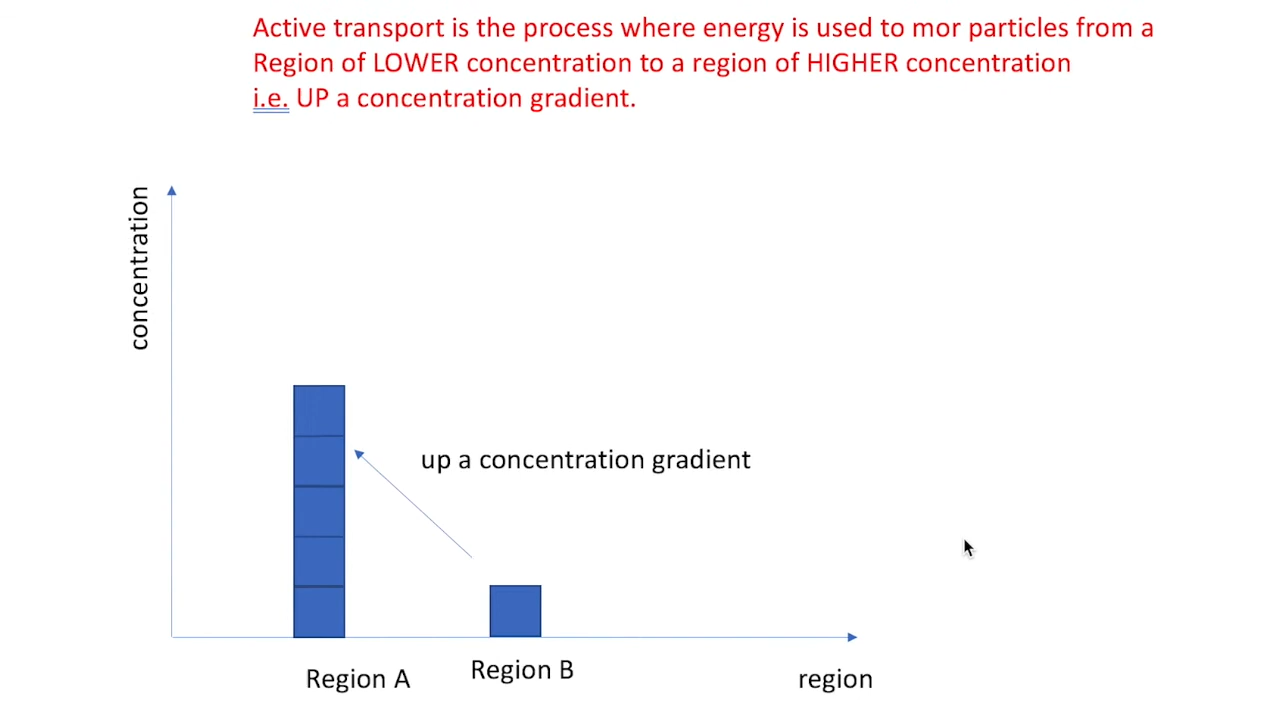 Active transport is the process where energy is used to mor particles from a
Region of LOWER concentration to a region of HIGHER concentration
i.e. UP a concentration gradient.
concentration
up a concentration gradient
Region A
Region B
region